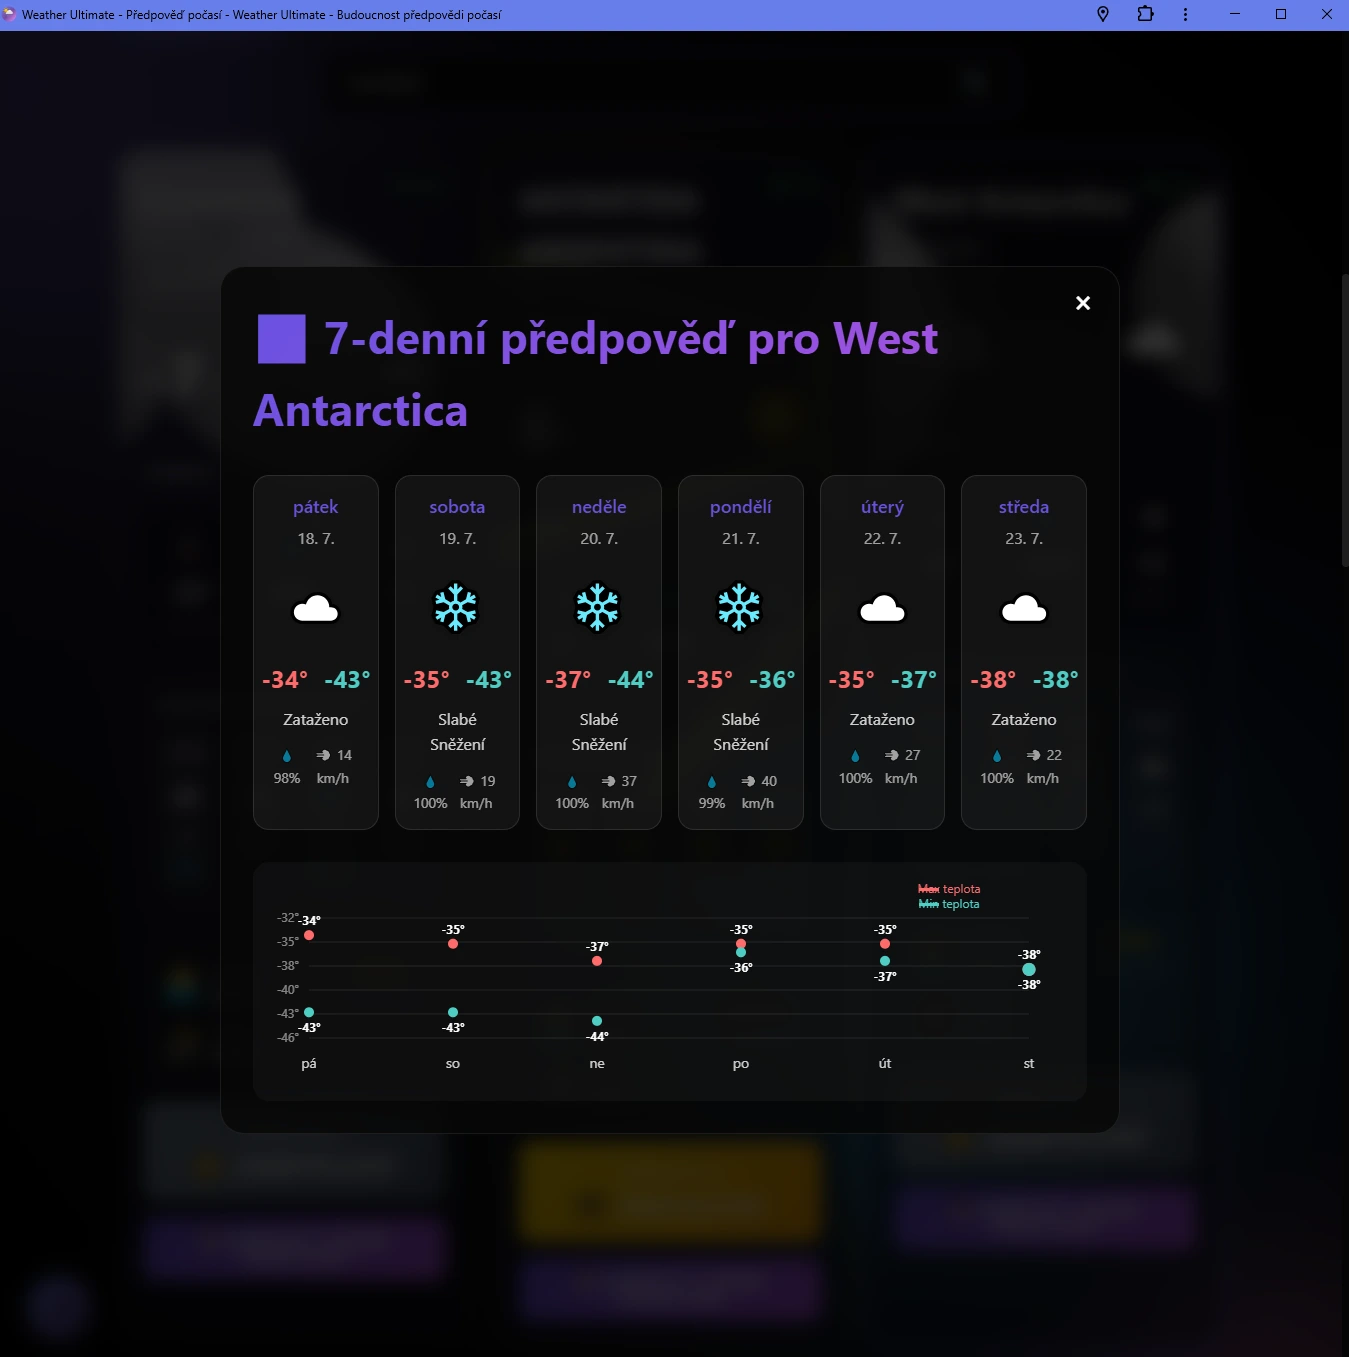 Weather Ultimate - Předpověď počasí - Weather Ultimate - Budoucnost předpovědi počasí
7-denní předpověď pro West
Antarctica
pátek
18. 7.
-34° -43°
Zataženo
98%
14
km/h
sobota
19. 7.
-35° -43°
Slabé
Sněžení
100%
19
km/h
neděle
20. 7.
-37° -44°
Slabé
Sněžení
100%
37
km/h
pondělí
21. 7.
-35° -36°
Slabé
Sněžení
99%
40
km/h
úterý
22. 7.
-35° -37°
Zataženo
100%
27
km/h
středa
23. 7.
-38° -38°
Zataženo
100%
22
km/h
Max teplota
Min teplota
-32°
-35°
-38°
-40°
-43°
-46°
-34°
-35°
-37°
-35°
-35°
-38°
-43°
-43°
-44°
-36°
-37°
-38°
pá so ne po út st